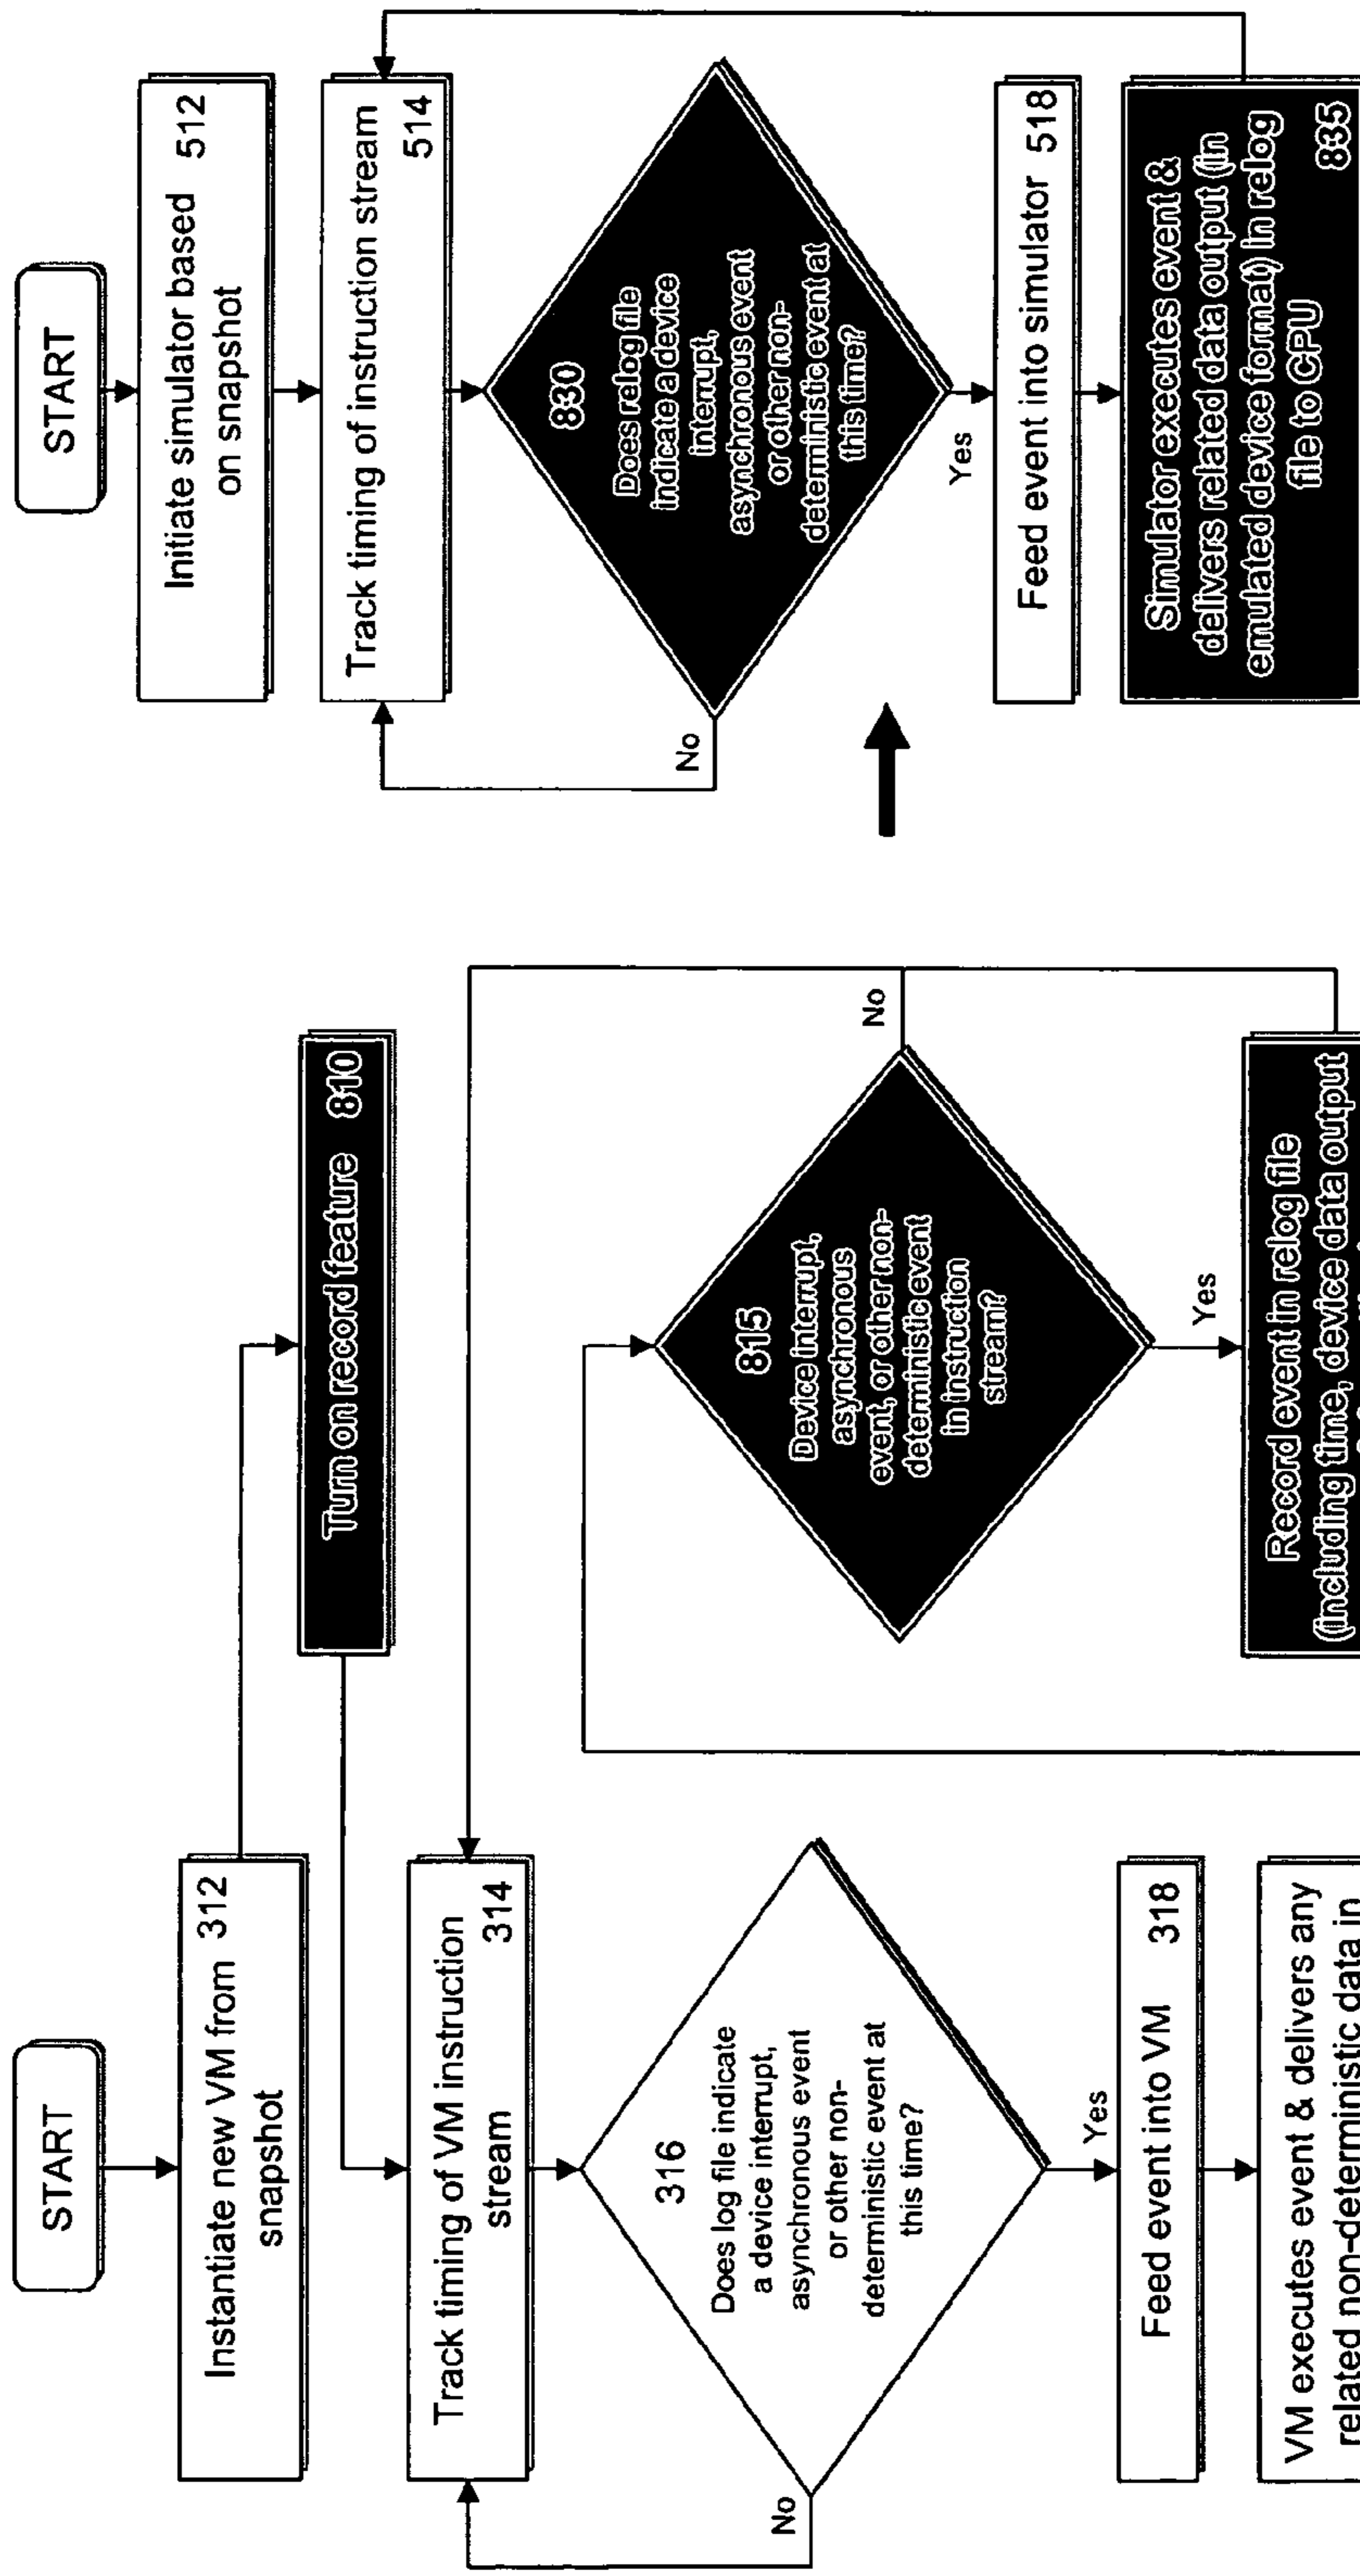 START
Instantiate new VM from 312
snapshot
Turn on record feature 810
Track timing of VM instruction
stream 314
316
Does log file indicate
a device interrupt,
asynchronous event
or other non-
deterministic event at
this time?
No
Yes
Feed event into VM 318
VM executes event & delivers any
related non-deterministic data in
815
Device interrupt,
asynchronous
event, or other non-
deterministic event
in instruction
stream?
No
Yes
Record event in relog file
(including time, device data output
START
Initiate simulator based 512
on snapshot
Track timing of instruction stream
514
830
Does relog file
indicate a device
interrupt,
asynchronous event
or other non-
deterministic event at
this time?
No
Yes
Feed event into simulator 518
Simulator executes event &
delivers related data output (in
emulated device format) in relog
file to CPU 835